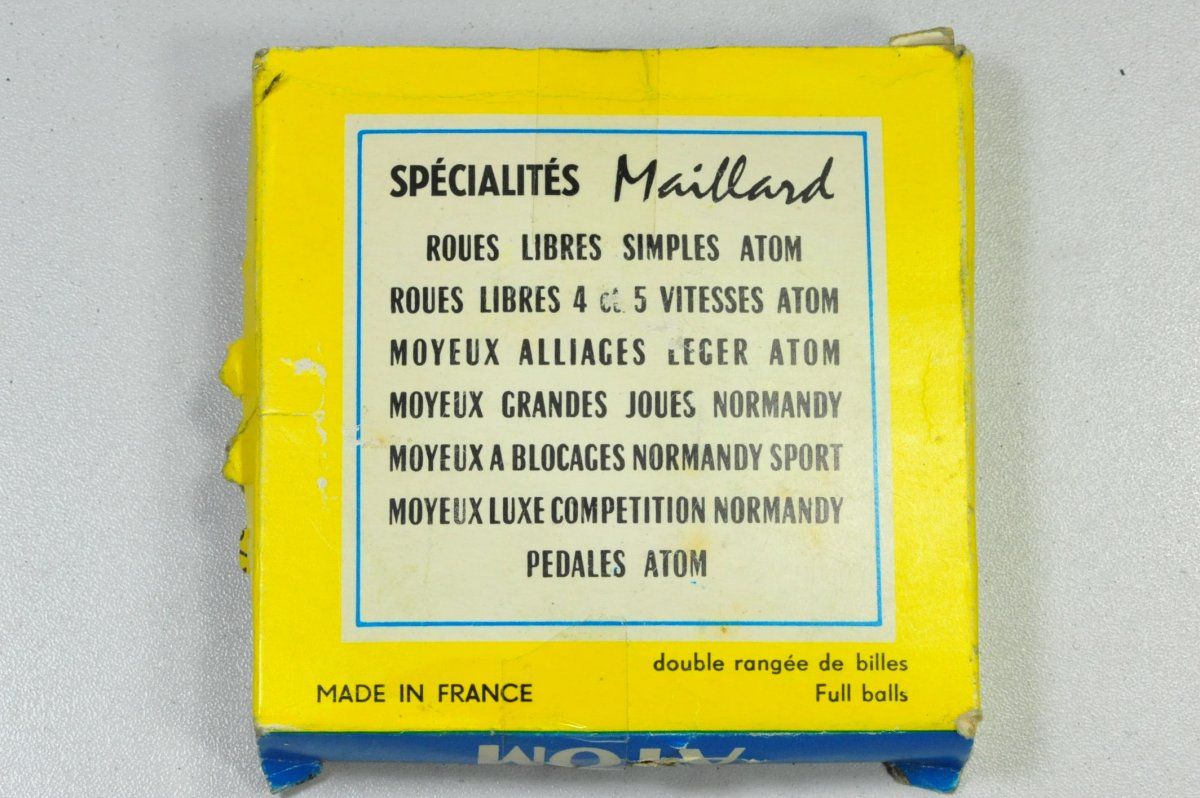 SPÉCIALITÉS Maillard
ROUES LIBRES SIMPLES ATOM
ROUES LIBRES 4 et 5 VITESSES ATOM
MOYEUX ALLIAGES LEGER ATOM
MOYEUX GRANDES JOUES NORMANDY
MOYEUX A BLOCAGES NORMANDY SPORT
MOYEUX LUXE COMPETITION NORMANDY
PEDALES ATOM
double rangée de billes
MADE IN FRANCE Full balls
ATOM